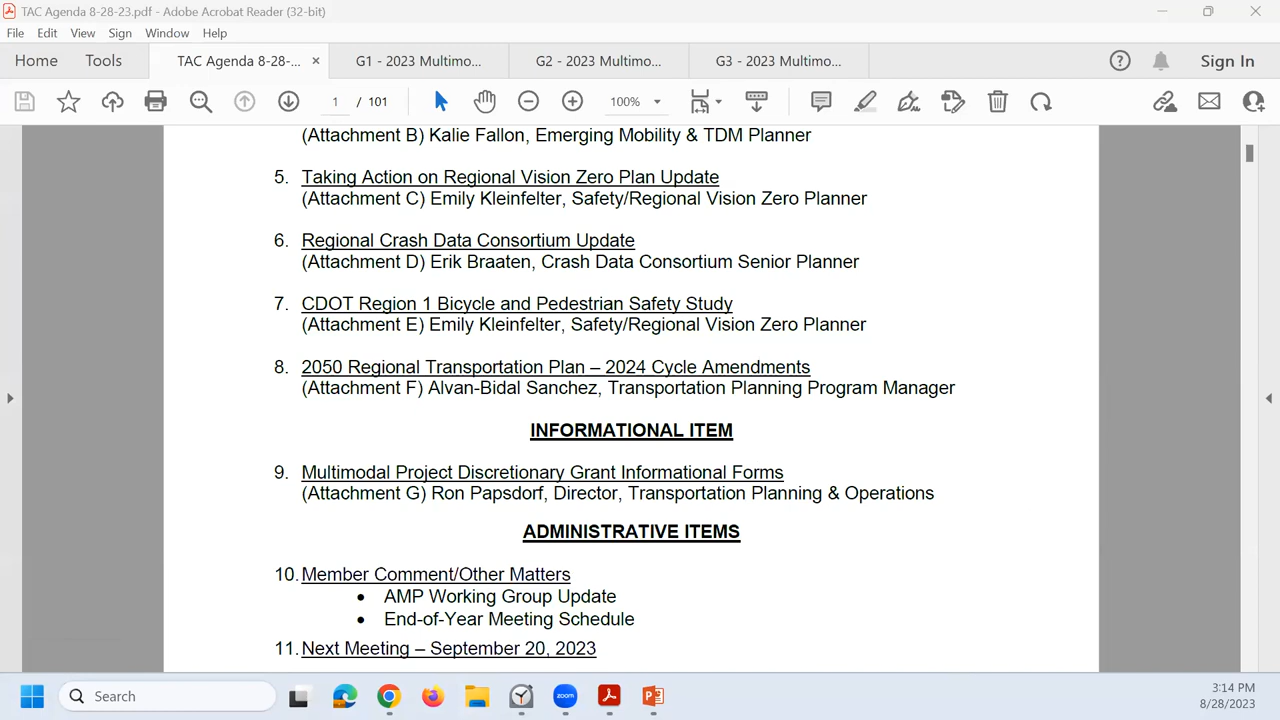 TAC Agenda 8-28-23.pdf - Adobe Acrobat Reader (32-bit)
File Edit View Sign Window Help
Home Tools TAC Agenda 8-28-... × G1 - 2023 Multimo... G2 - 2023 Multimo... G3 - 2023 Multimo... Sign In
1 / 101 100%
(Attachment B) Kalie Fallon, Emerging Mobility & TDM Planner
5. Taking Action on Regional Vision Zero Plan Update
(Attachment C) Emily Kleinfelter, Safety/Regional Vision Zero Planner
6. Regional Crash Data Consortium Update
(Attachment D) Erik Braaten, Crash Data Consortium Senior Planner
7. CDOT Region 1 Bicycle and Pedestrian Safety Study
(Attachment E) Emily Kleinfelter, Safety/Regional Vision Zero Planner
8. 2050 Regional Transportation Plan – 2024 Cycle Amendments
(Attachment F) Alvan-Bidal Sanchez, Transportation Planning Program Manager
INFORMATIONAL ITEM
9. Multimodal Project Discretionary Grant Informational Forms
(Attachment G) Ron Papsdorf, Director, Transportation Planning & Operations
ADMINISTRATIVE ITEMS
10. Member Comment/Other Matters
• AMP Working Group Update
• End-of-Year Meeting Schedule
11. Next Meeting – September 20, 2023
Search
zoom
3:14 PM
8/28/2023